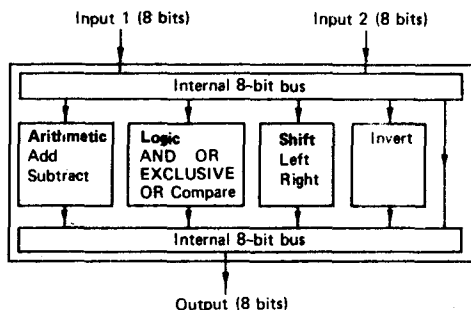 Input 1 (8 bits)
Input 2 (8 bits)
Internal 8-bit bus
Arithmetic
Add
Subtract
Logic
AND OR
EXCLUSIVE
OR Compare
Shift
Left
Right
Invert
Internal 8-bit bus
Output (8 bits)